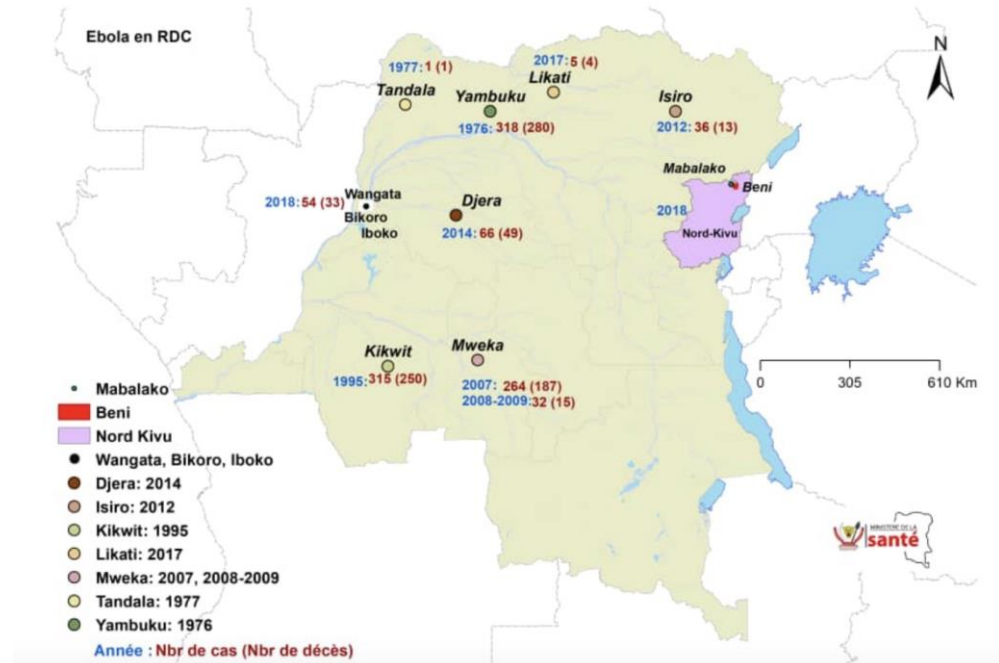 Ebola en RDC
N
1977: 1 (1)
Tandala
2017: 5 (4)
Likati
Yambuku
1976: 318 (280)
Isiro
2012: 36 (13)
Mabalako
Beni
2018
Nord-Kivu
2018: 54 (33)
Wangata
Bikoro
Iboko
Djera
2014: 66 (49)
Kikwit
1995: 315 (250)
Mweka
2007: 264 (187)
2008-2009: 32 (15)
0 305 610 Km
Mabalako
Beni
Nord Kivu
Wangata, Bikoro, Iboko
Djera: 2014
Isiro: 2012
Kikwit: 1995
Likati: 2017
Mweka: 2007, 2008-2009
Tandala: 1977
Yambuku: 1976
Année : Nbr de cas (Nbr de décès)
MINISTERE DE LA
santé